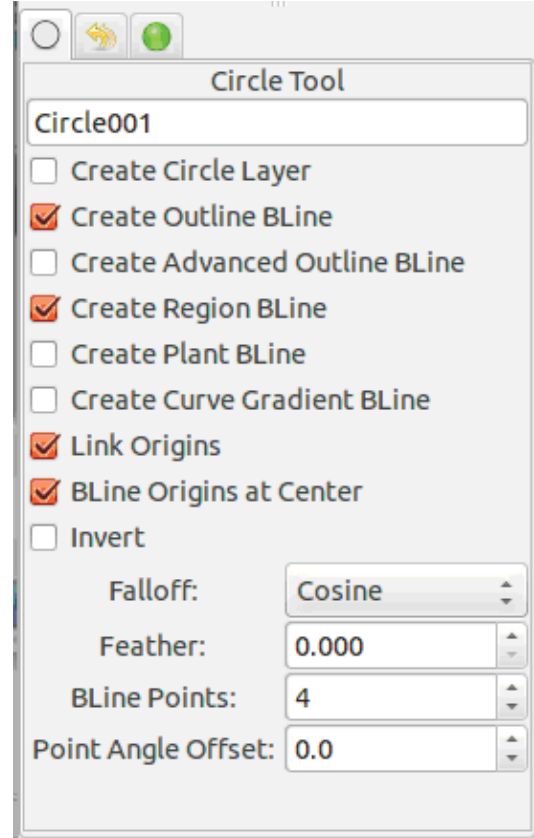 Circle Tool
Circle001
Create Circle Layer
Create Outline BLine
Create Advanced Outline BLine
Create Region BLine
Create Plant BLine
Create Curve Gradient BLine
Link Origins
BLine Origins at Center
Invert
Falloff: Cosine
Feather: 0.000
BLine Points: 4
Point Angle Offset: 0.0